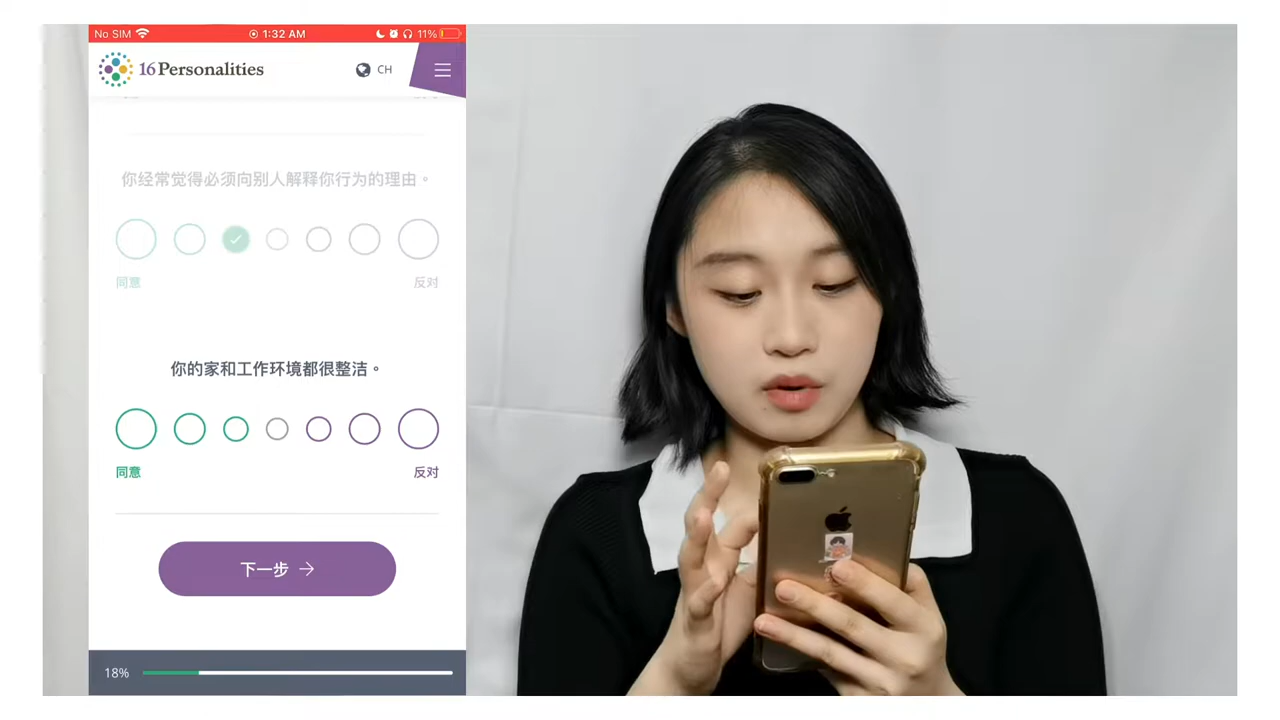 No SIM
1:32 AM
11%
16Personalities
CH
你经常觉得必须向别人解释你行为的理由。
同意
反对
你的家和工作环境都很整洁。
同意
反对
下一步 →
18%